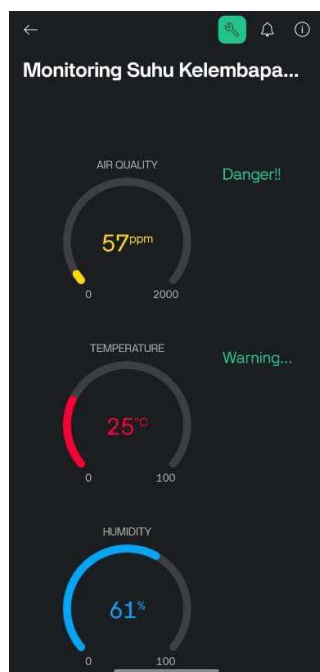 Monitoring Suhu Kelembapa...
AIR QUALITY
Danger!!
57ppm
0 2000
TEMPERATURE
Warning...
25°C
0 100
HUMIDITY
61%
0 100